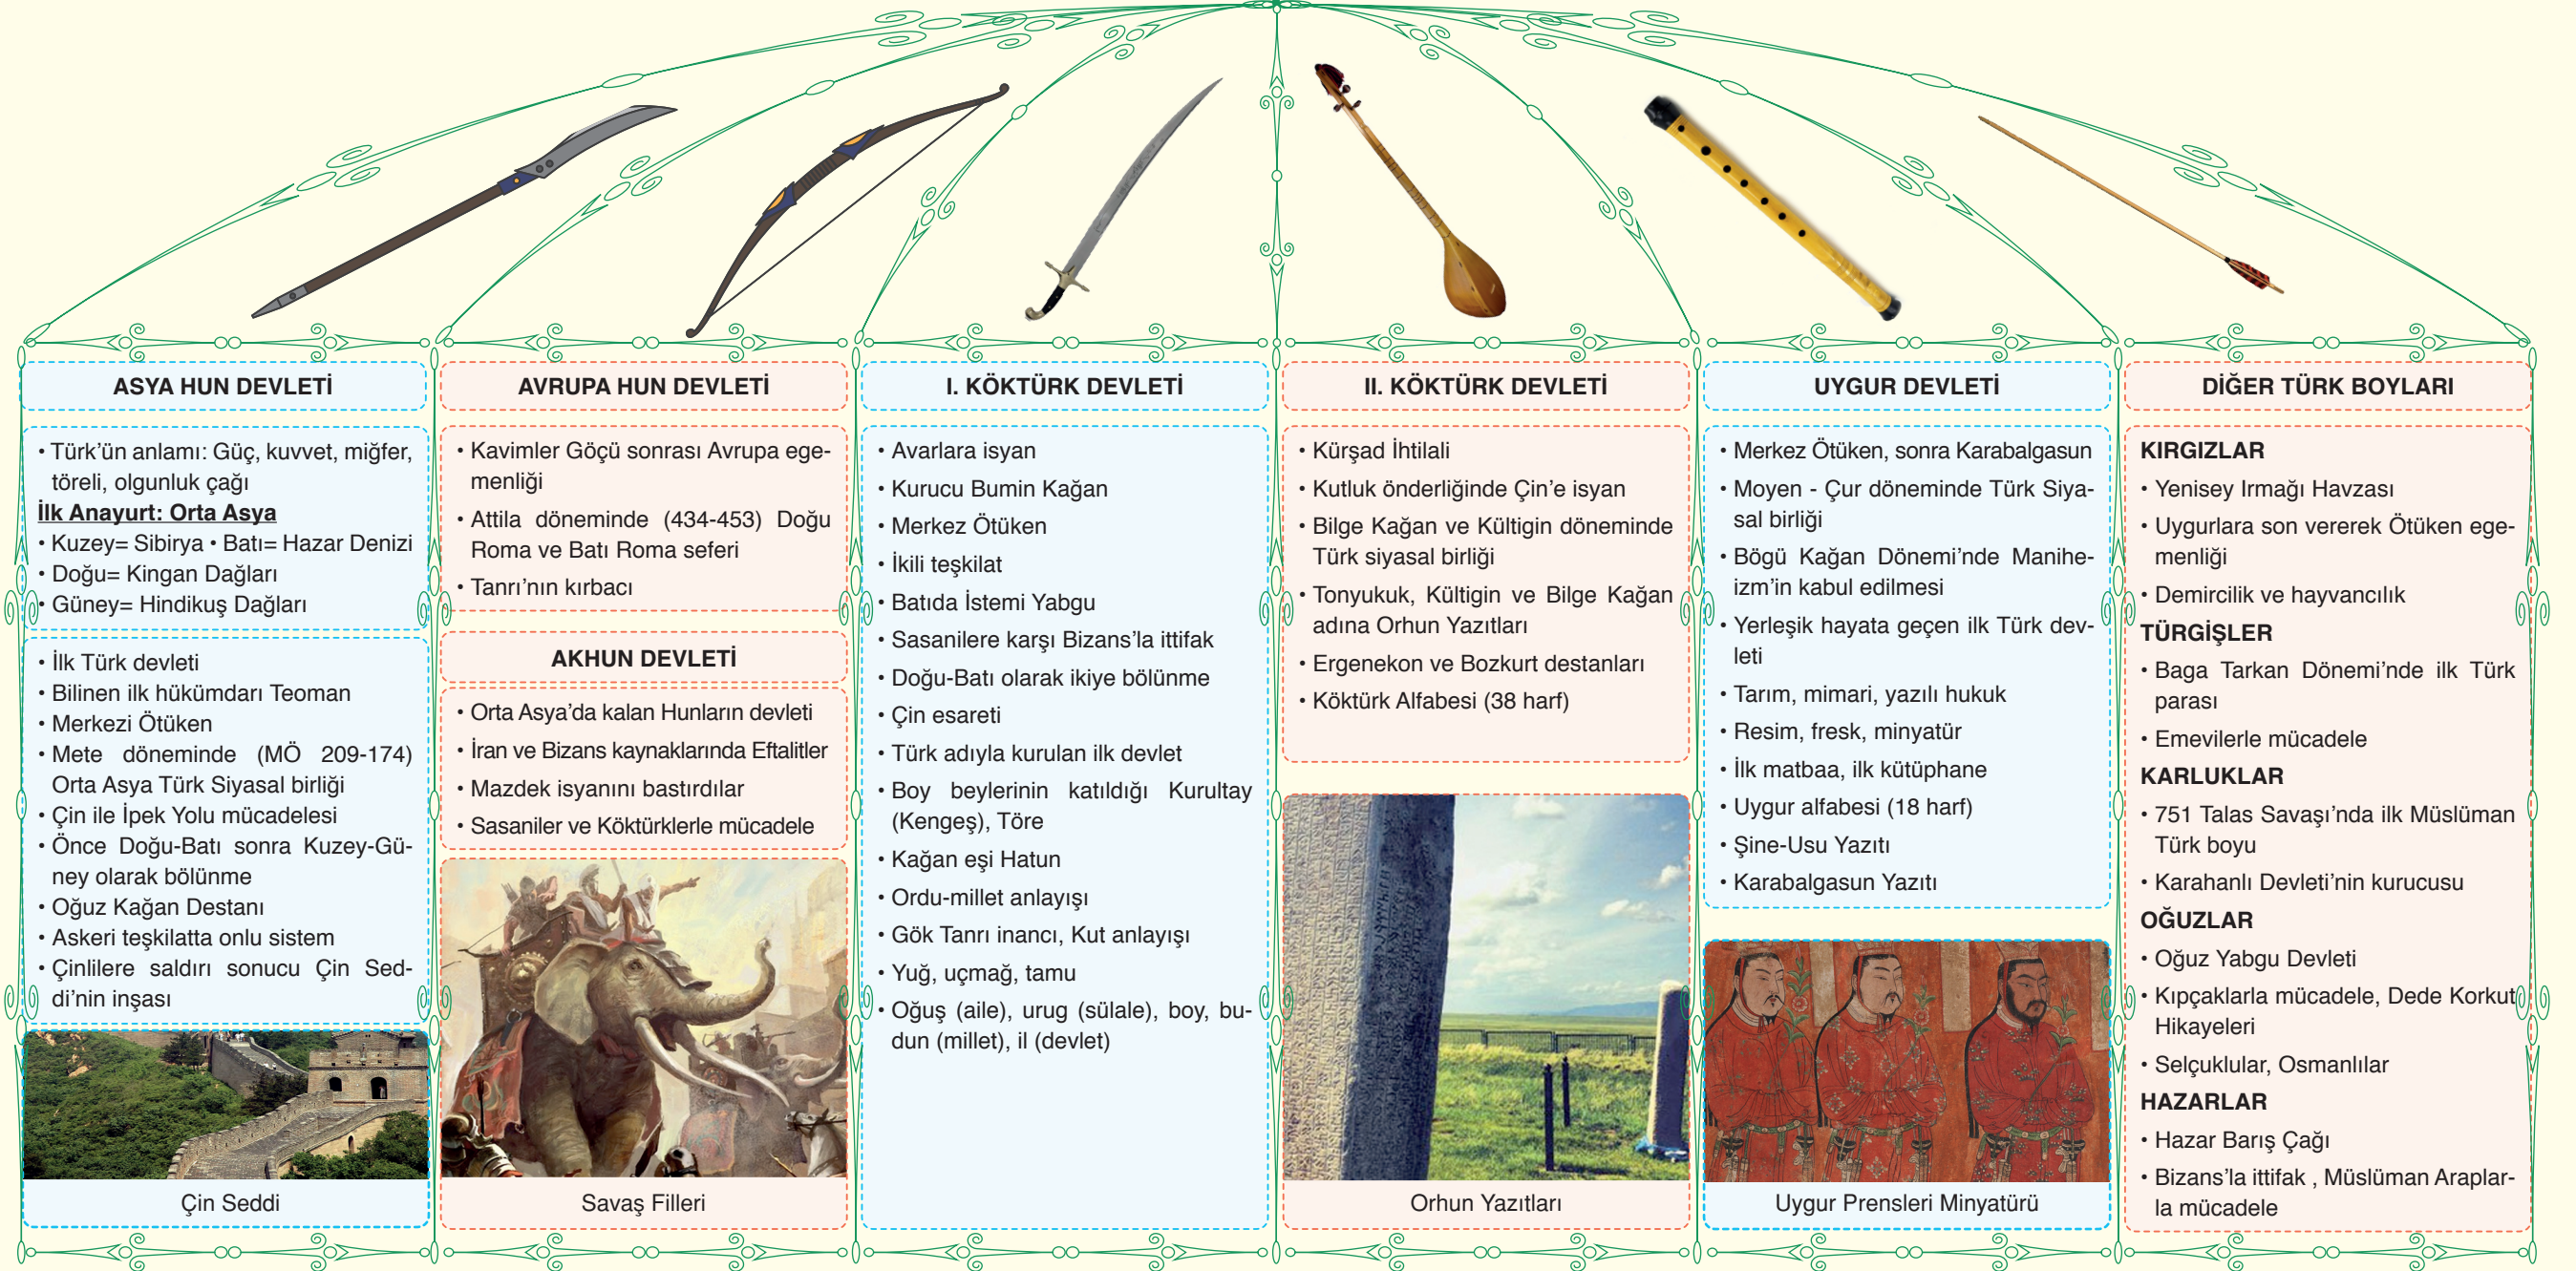 ASYA HUN DEVLETİ
• Türk’ün anlamı: Güç, kuvvet, miğfer,
töreli, olgunluk çağı
İlk Anayurt: Orta Asya
• Kuzey= Sibirya • Batı= Hazar Denizi
• Doğu= Kingan Dağları
• Güney= Hindikuş Dağları
• İlk Türk devleti
• Bilinen ilk hükümdarı Teoman
• Merkezi Ötüken
• Mete döneminde (MÖ 209-174)
Orta Asya Türk Siyasal birliği
• Çin ile İpek Yolu mücadelesi
• Önce Doğu-Batı sonra Kuzey-Gü-
ney olarak bölünme
• Oğuz Kağan Destanı
• Askeri teşkilatta onlu sistem
• Çinlilere saldırı sonucu Çin Sed-
di’nin inşası
Çin Seddi
AVRUPA HUN DEVLETİ
• Kavimler Göçü sonrası Avrupa ege-
menliği
• Attila döneminde (434-453) Doğu
Roma ve Batı Roma seferi
• Tanrı’nın kırbacı
AKHUN DEVLETİ
• Orta Asya’da kalan Hunların devleti
• İran ve Bizans kaynaklarında Eftalitler
• Mazdek isyanını bastırdılar
• Sasaniler ve Köktürklerle mücadele
Savaş Filleri
I. KÖKTÜRK DEVLETİ
• Avarlara isyan
• Kurucu Bumin Kağan
• Merkez Ötüken
• İkili teşkilat
• Batıda İstemi Yabgu
• Sasanilere karşı Bizans’la ittifak
• Doğu-Batı olarak ikiye bölünme
• Çin esareti
• Türk adıyla kurulan ilk devlet
• Boy beylerinin katıldığı Kurultay
(Kengeş), Töre
• Kağan eşi Hatun
• Ordu-millet anlayışı
• Gök Tanrı inancı, Kut anlayışı
• Yuğ, uçmağ, tamu
• Oğuş (aile), urug (sülale), boy, bu-
dun (millet), il (devlet)
II. KÖKTÜRK DEVLETİ
• Kürşad İhtilali
• Kutluk önderliğinde Çin’e isyan
• Bilge Kağan ve Kültigin döneminde
Türk siyasal birliği
• Tonyukuk, Kültigin ve Bilge Kağan
adına Orhun Yazıtları
• Ergenekon ve Bozkurt destanları
• Köktürk Alfabesi (38 harf)
Orhun Yazıtları
UYGUR DEVLETİ
• Merkez Ötüken, sonra Karabalgasun
• Moyen - Çur döneminde Türk Siya-
sal birliği
• Bögü Kağan Dönemi’nde Manihe-
izm’in kabul edilmesi
• Yerleşik hayata geçen ilk Türk dev-
leti
• Tarım, mimari, yazılı hukuk
• Resim, fresk, minyatür
• İlk matbaa, ilk kütüphane
• Uygur alfabesi (18 harf)
• Şine-Usu Yazıtı
• Karabalgasun Yazıtı
Uygur Prensleri Minyatürü
DİĞER TÜRK BOYLARI
KIRGIZLAR
• Yenisey Irmağı Havzası
• Uygurlara son vererek Ötüken ege-
menliği
• Demircilik ve hayvancılık
TÜRGİŞLER
• Baga Tarkan Dönemi’nde ilk Türk
parası
• Emevilerle mücadele
KARLUKLAR
• 751 Talas Savaşı’nda ilk Müslüman
Türk boyu
• Karahanlı Devleti’nin kurucusu
OĞUZLAR
• Oğuz Yabgu Devleti
• Kıpçaklarla mücadele, Dede Korkut
Hikayeleri
• Selçuklular, Osmanlılar
HAZARLAR
• Hazar Barış Çağı
• Bizans’la ittifak , Müslüman Araplar-
la mücadele